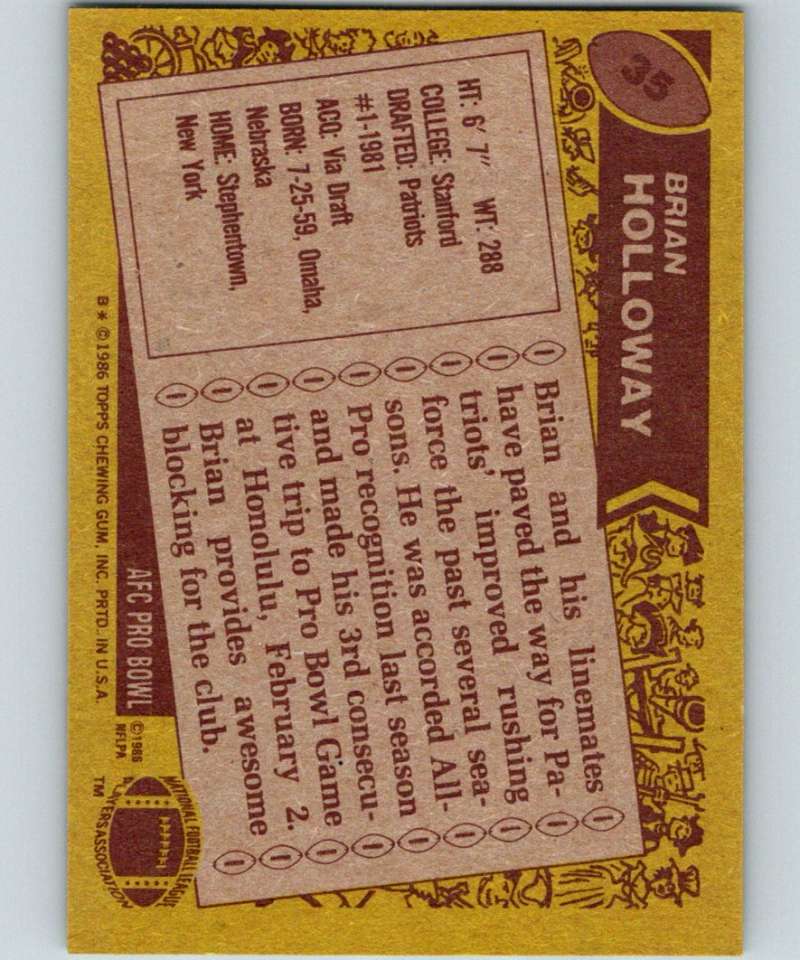 35
BRIAN
HOLLOWAY
HT: 6' 7" WT: 288
COLLEGE: Stanford
DRAFTED: Patriots
#1-1981
ACQ: Via Draft
BORN: 7-25-59, Omaha,
Nebraska
HOME: Stephentown,
New York
Brian and his linemates
have paved the way for Pa-
triots' improved rushing
force the past several sea-
sons. He was accorded All-
Pro recognition last season
and made his 3rd consecu-
tive trip to Pro Bowl Game
at Honolulu, February 2.
Brian provides awesome
blocking for the club.
AFC PRO BOWL
B * ©1986 TOPPS CHEWING GUM, INC. PRTD. IN U.S.A.
©1986
NFLPA
NATIONAL FOOTBALL LEAGUE
PLAYERS ASSOCIATION
TM